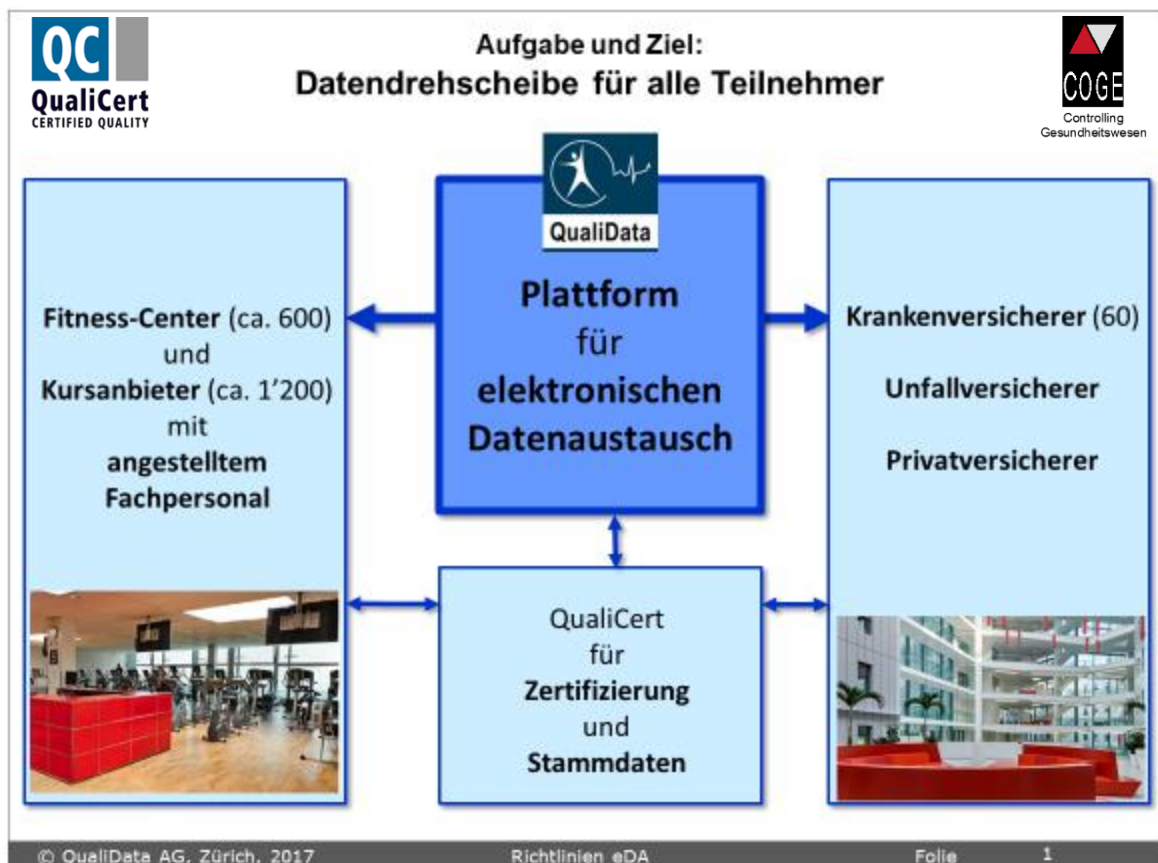 QC
QualiCert
CERTIFIED QUALITY
Aufgabe und Ziel:
Datendrehscheibe für alle Teilnehmer
COGE
Controlling
Gesundheitswesen
Fitness-Center (ca. 600)
und
Kursanbieter (ca. 1’200)
mit
angestelltem
Fachpersonal
QualiData
Plattform
für
elektronischen
Datenaustausch
Krankenversicherer (60)
Unfallversicherer
Privatversicherer
QualiCert
für
Zertifizierung
und
Stammdaten
© QualiData AG, Zürich, 2017 Richtlinien eDA Folie 1